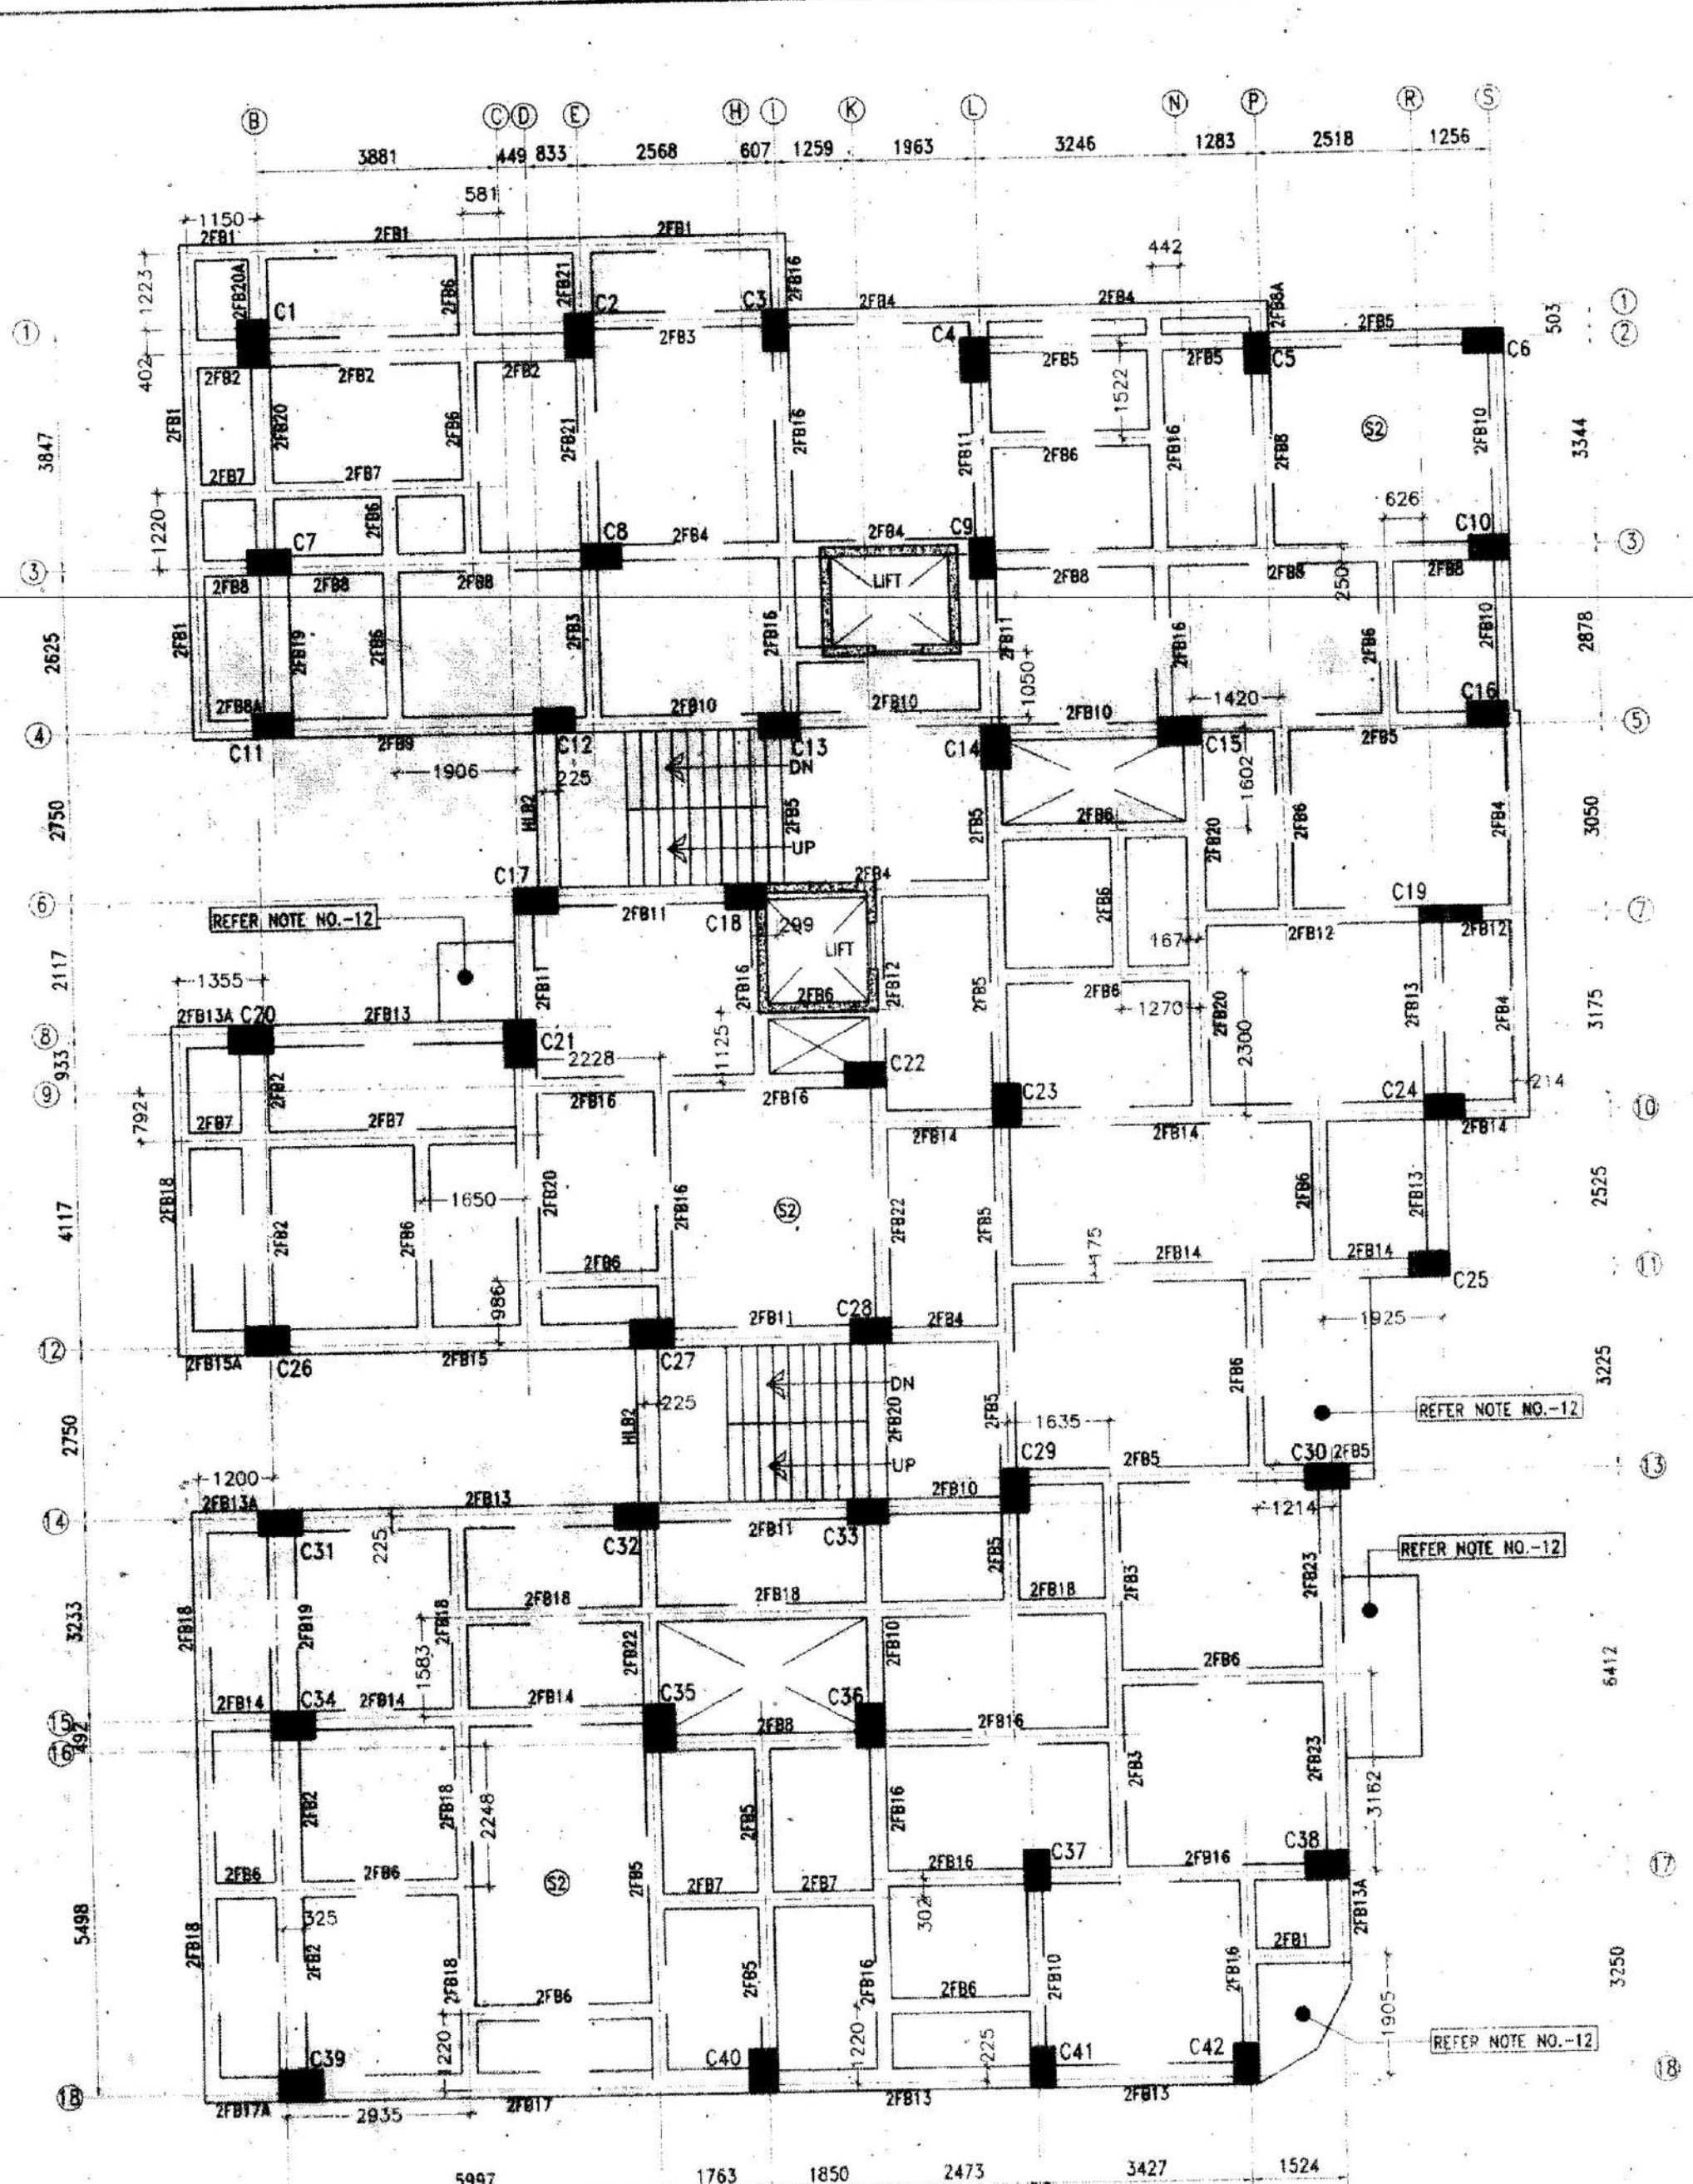 B C D E H I K L N P R S
3881 449 833 2568 607 1259 1963 3246 1283 2518 1256
581
1150
2FB1 2FB1 2FB1
442
1223 2FB20A 2FB6 2FB21 2FB16 2FB4 2FB4 2FB8A
C1 C2 C3 2FB5 503 1
1 2FB3 C4 2
402 2FB2 2FB2 2FB2 2FB5 2FB5 C5 C6
1522
3847 2FB1 2FB20 2FB6 2FB21 2FB16 2FB11 2FB16 2FB8 S2 2FB10 3344
2FB6
2FB7 2FB7
626
1220 2FB6
C7 C8 2FB4 2FB4 C9 C10
3 3
2FB8 2FB8 2FB8 LIFT 2FB8 2FB8 250 2FB8
2625 2FB1 2FB19 2FB6 2FB3 2FB16 2FB11 2FB16 2FB6 2FB10 2878
1050
2FB8A 2FB10 2FB10 2FB10 1420 C16
4 5
C11 2FB9 C12 C13 C14 C15 2FB5
1906 225 DN
2750 HLB2 2FB5 2FB5 2FB6 2FB20 1602 2FB6 2FB4 3050
UP
C17 2FB4 C19
6 7
REFER NOTE NO.-12 2FB11 C18 299 2FB6 167 2FB12 2FB12
LIFT
2117 1355 2FB11 2FB16 2FB6 2FB12 2FB5 2FB6 2FB20 2FB13 2FB4 3175
1270
2FB13A C20 2FB13
8
C21 2228 1125 2300
933 C22
9 2FB2 2FB16 2FB16 C23 C24 214
10
792 2FB7 2FB7 2FB14 2FB14 2FB14
4117 2FB18 1650 2FB20 2FB16 S2 2FB22 2FB5 2FB6 2FB13 2525
2FB2 2FB6 2FB6 175 2FB14 2FB14
11
986 C25
2FB11 C28 2FB4 1925
12
2FB15A C26 2FB15 C27 2FB6 3225
DN
225 REFER NOTE NO.-12
2750 HLB2 2FB20 2FB5 1635
UP C29 2FB5 C30 2FB5
13
1200
2FB13A 2FB13 2FB10 1214
14
C31 225 C32 2FB11 C33 REFER NOTE NO.-12
2FB5 2FB3 2FB23
2FB18 2FB18 2FB18
3233 2FB18 2FB19 2FB18 2FB22 2FB10
1583 2FB6 6412
2FB14 C34 2FB14 2FB14 C35 C36
15
492 2FB8 2FB16
16
2FB3 2FB23
2FB2 2FB18 2248 2FB5 2FB16 3162
C37 C38
2FB16 2FB16
17
2FB6 2FB6 S2 2FB5 2FB7 2FB7
302 2FB13A
5498 325
2FB18 2FB2 2FB18 2FB5 2FB16 2FB10 2FB16 2FB1 3250
2FB6 2FB6
1905
1220 1220 225 REFER NOTE NO.-12
C39 C40 C41 C42
18 18
2FB17A 2FB17 2FB13 2FB13
2935
5997 1763 1850 2473 3427 1524